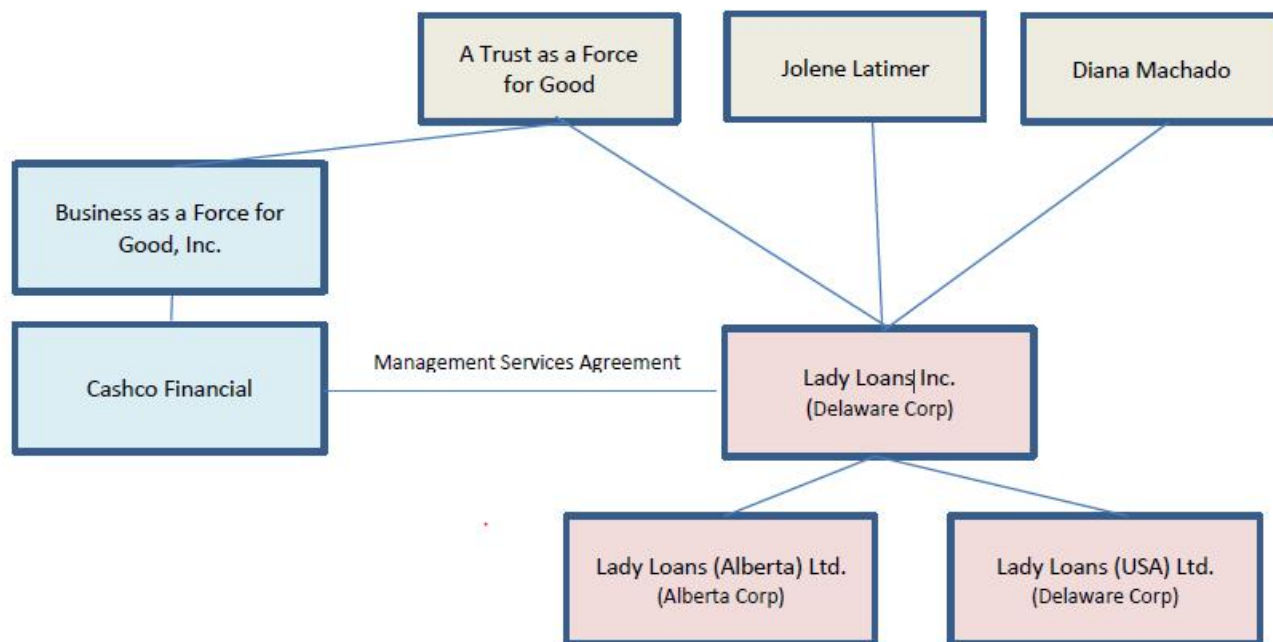 A Trust as a Force
for Good
Jolene Latimer
Diana Machado
Business as a Force for
Good, Inc.
Cashco Financial
Management Services Agreement
Lady Loans Inc.
(Delaware Corp)
Lady Loans (Alberta) Ltd.
(Alberta Corp)
Lady Loans (USA) Ltd.
(Delaware Corp)